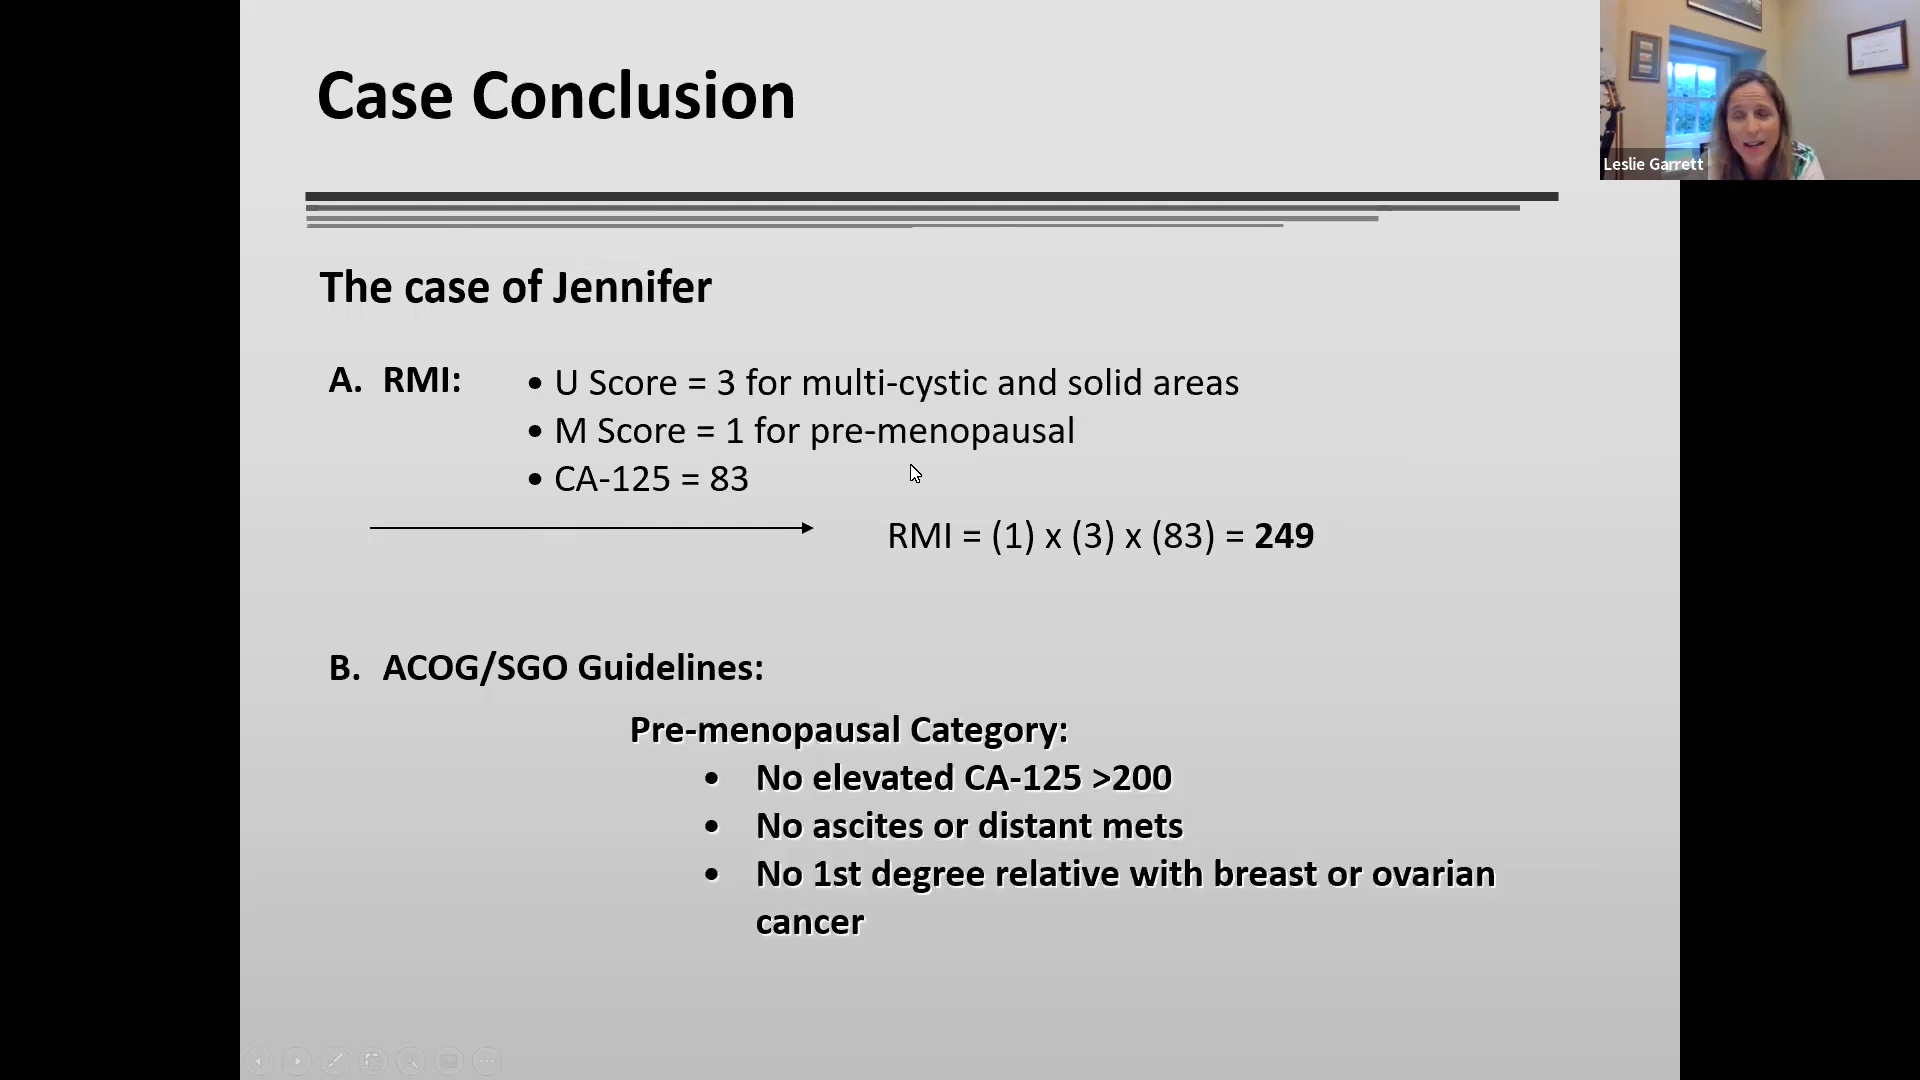 Case Conclusion
Leslie Garrett
The case of Jennifer
A. RMI:
• U Score = 3 for multi-cystic and solid areas
• M Score = 1 for pre-menopausal
• CA-125 = 83
RMI = (1) x (3) x (83) = 249
B. ACOG/SGO Guidelines:
Pre-menopausal Category:
• No elevated CA-125 >200
• No ascites or distant mets
• No 1st degree relative with breast or ovarian
cancer